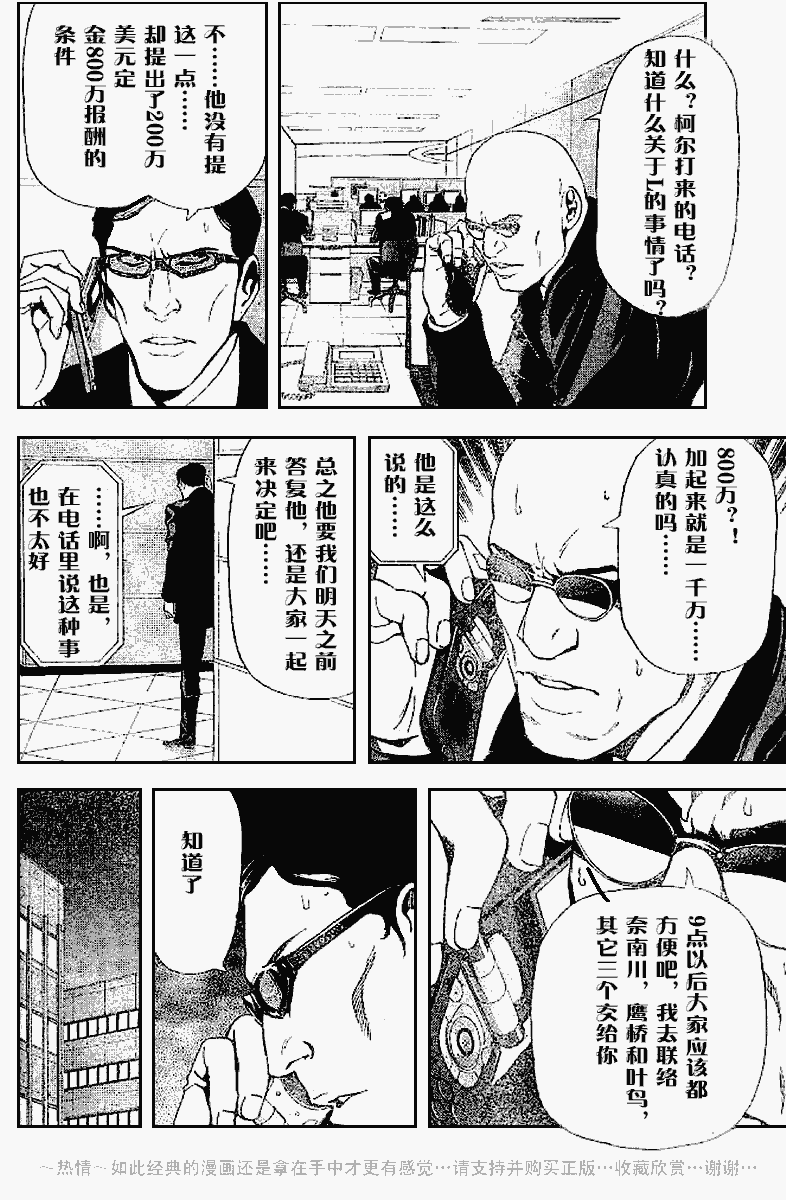 什么？柯尔打来的电话？
知道什么关于L的事情了吗？
不……他没有提
这一点……
却提出了200万
美元定
金800万报酬的
条件
800万？！
加起来就是一千万……
认真的吗……
他是这么
说的……
总之他要我们明天之前
答复他，还是大家一起
来决定吧……
……啊，也是，
在电话里说这种事
也不太好
9点以后大家应该都
方便吧，我去联络
奈南川，鹰桥和叶鸟，
其它三个交给你
知道了
～热情～如此经典的漫画还是拿在手中才更有感觉…请支持并购买正版…收藏欣赏…谢谢…